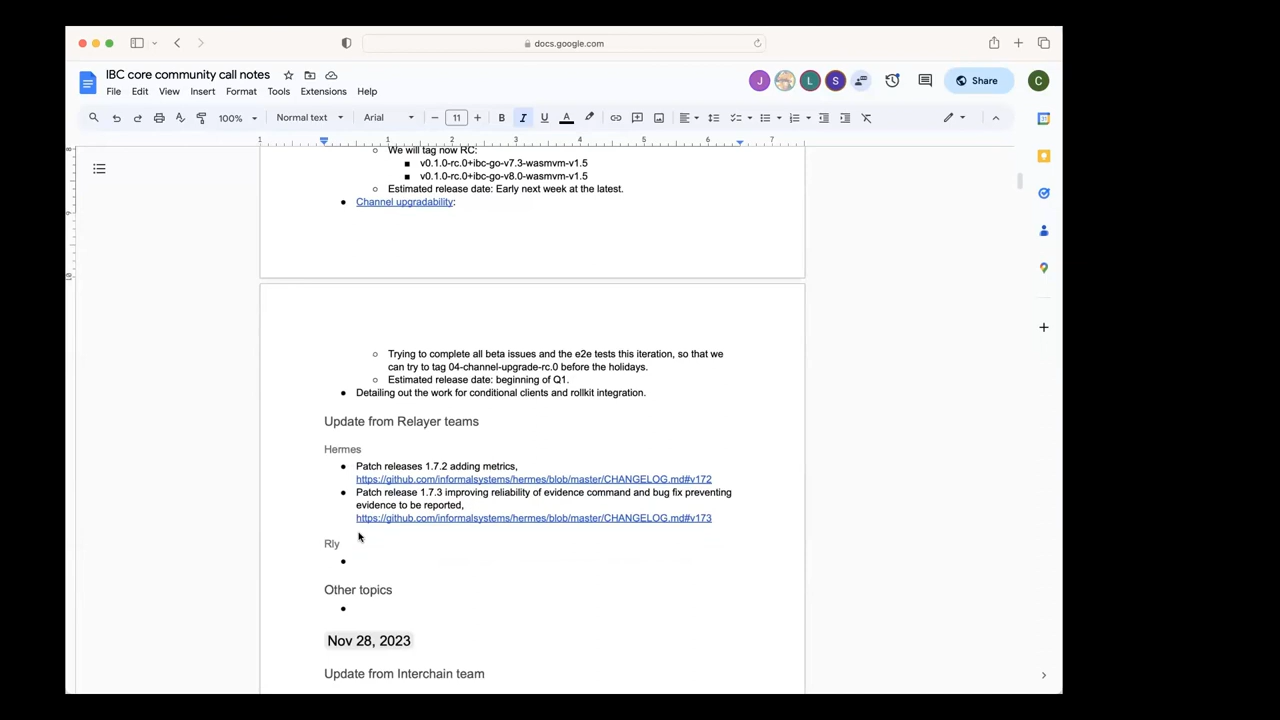 docs.google.com
IBC core community call notes
J
L
S
Share
C
File Edit View Insert Format Tools Extensions Help
100% Normal text Arial 11
1 1 2 3 4 5 6 7
We will tag now RC:
v0.1.0-rc.0+ibc-go-v7.3-wasmvm-v1.5
v0.1.0-rc.0+ibc-go-v8.0-wasmvm-v1.5
Estimated release date: Early next week at the latest.
Channel upgradability:
Trying to complete all beta issues and the e2e tests this iteration, so that we
can try to tag 04-channel-upgrade-rc.0 before the holidays.
Estimated release date: beginning of Q1.
Detailing out the work for conditional clients and rollkit integration.
Update from Relayer teams
Hermes
Patch releases 1.7.2 adding metrics,
https://github.com/informalsystems/hermes/blob/master/CHANGELOG.md#v172
Patch release 1.7.3 improving reliability of evidence command and bug fix preventing
evidence to be reported,
https://github.com/informalsystems/hermes/blob/master/CHANGELOG.md#v173
Rly
Other topics
Nov 28, 2023
Update from Interchain team